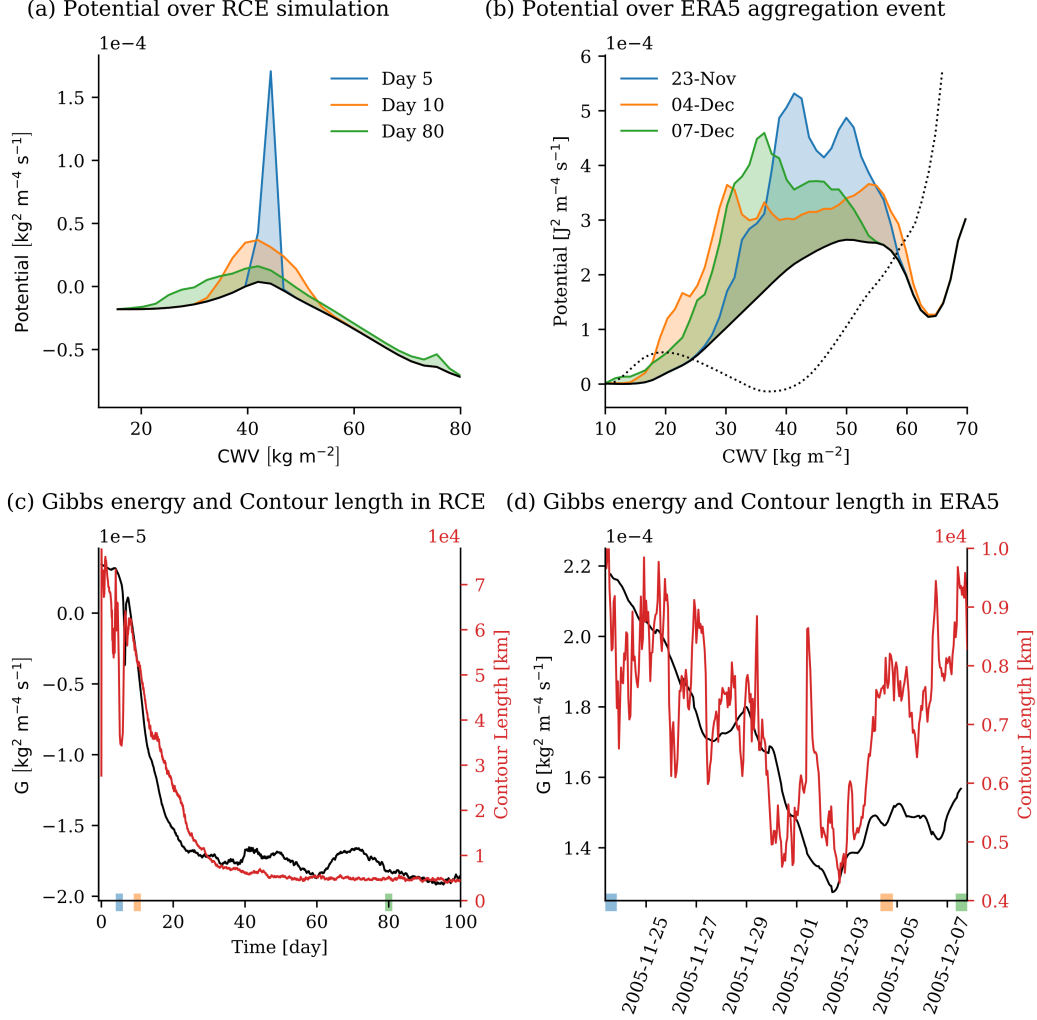 (a) Potential over RCE simulation
1e−4
1.5
1.0
0.5
0.0
−0.5
Potential [kg² m⁻⁴ s⁻¹]
Day 5
Day 10
Day 80
20
40
60
80
CWV [kg m⁻²]
(b) Potential over ERA5 aggregation event
1e−4
6
5
4
3
2
1
0
Potential [J² m⁻⁴ s⁻¹]
23-Nov
04-Dec
07-Dec
10
20
30
40
50
60
70
CWV [kg m⁻²]
(c) Gibbs energy and Contour length in RCE
1e−5
0.0
−0.5
−1.0
−1.5
−2.0
G [kg² m⁻⁴ s⁻¹]
1e4
7
6
5
4
3
2
1
0
Contour Length [km]
0
20
40
60
80
100
Time [day]
(d) Gibbs energy and Contour length in ERA5
1e−4
2.2
2.0
1.8
1.6
1.4
G [kg² m⁻⁴ s⁻¹]
1e4
1.0
0.9
0.8
0.7
0.6
0.5
0.4
Contour Length [km]
2005-11-25
2005-11-27
2005-11-29
2005-12-01
2005-12-03
2005-12-05
2005-12-07